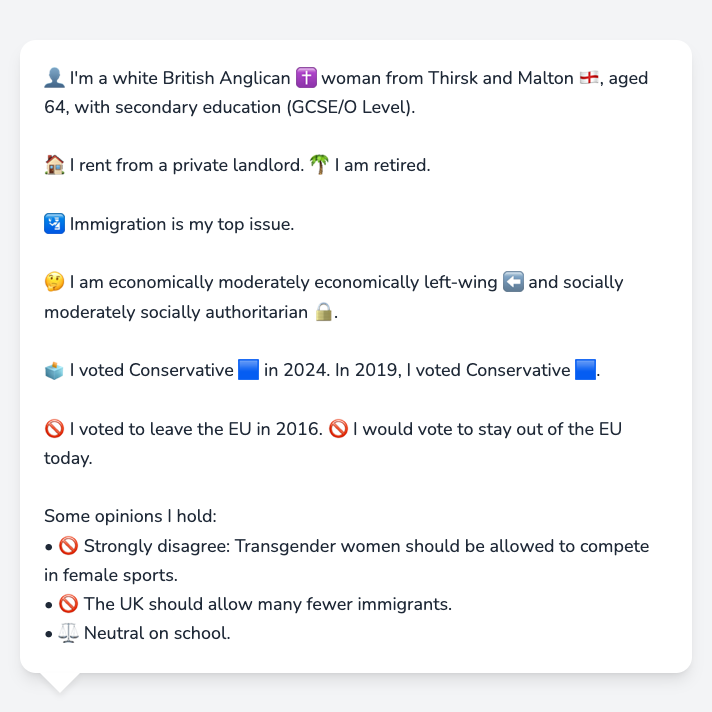 👤 I'm a white British Anglican ✝️ woman from Thirsk and Malton 🏴󠁧󠁢󠁥󠁮󠁧󠁿, aged
64, with secondary education (GCSE/O Level).
🏠 I rent from a private landlord. 🌴 I am retired.
🛂 Immigration is my top issue.
🤔 I am economically moderately economically left-wing ⬅️ and socially
moderately socially authoritarian 🔒.
🗳️ I voted Conservative 🟦 in 2024. In 2019, I voted Conservative 🟦.
🚫 I voted to leave the EU in 2016. 🚫 I would vote to stay out of the EU
today.
Some opinions I hold:
• 🚫 Strongly disagree: Transgender women should be allowed to compete
in female sports.
• 🚫 The UK should allow many fewer immigrants.
• ⚖️ Neutral on school.